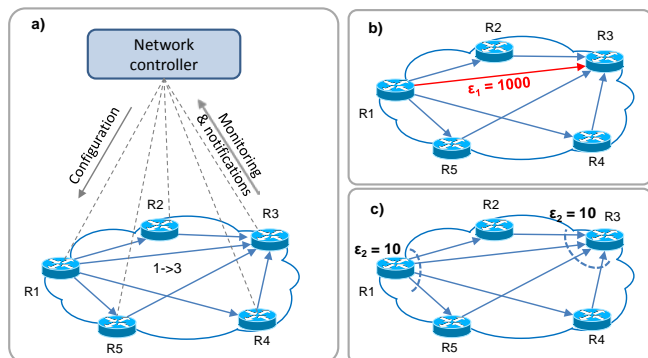 a)
Network
controller
Configuration
Monitoring
& notifications
R2
R3
1->3
R1
R5
R4
b)
R2
R3
ε₁ = 1000
R1
R5
R4
c)
R2
ε₂ = 10
R3
ε₂ = 10
R1
R5
R4